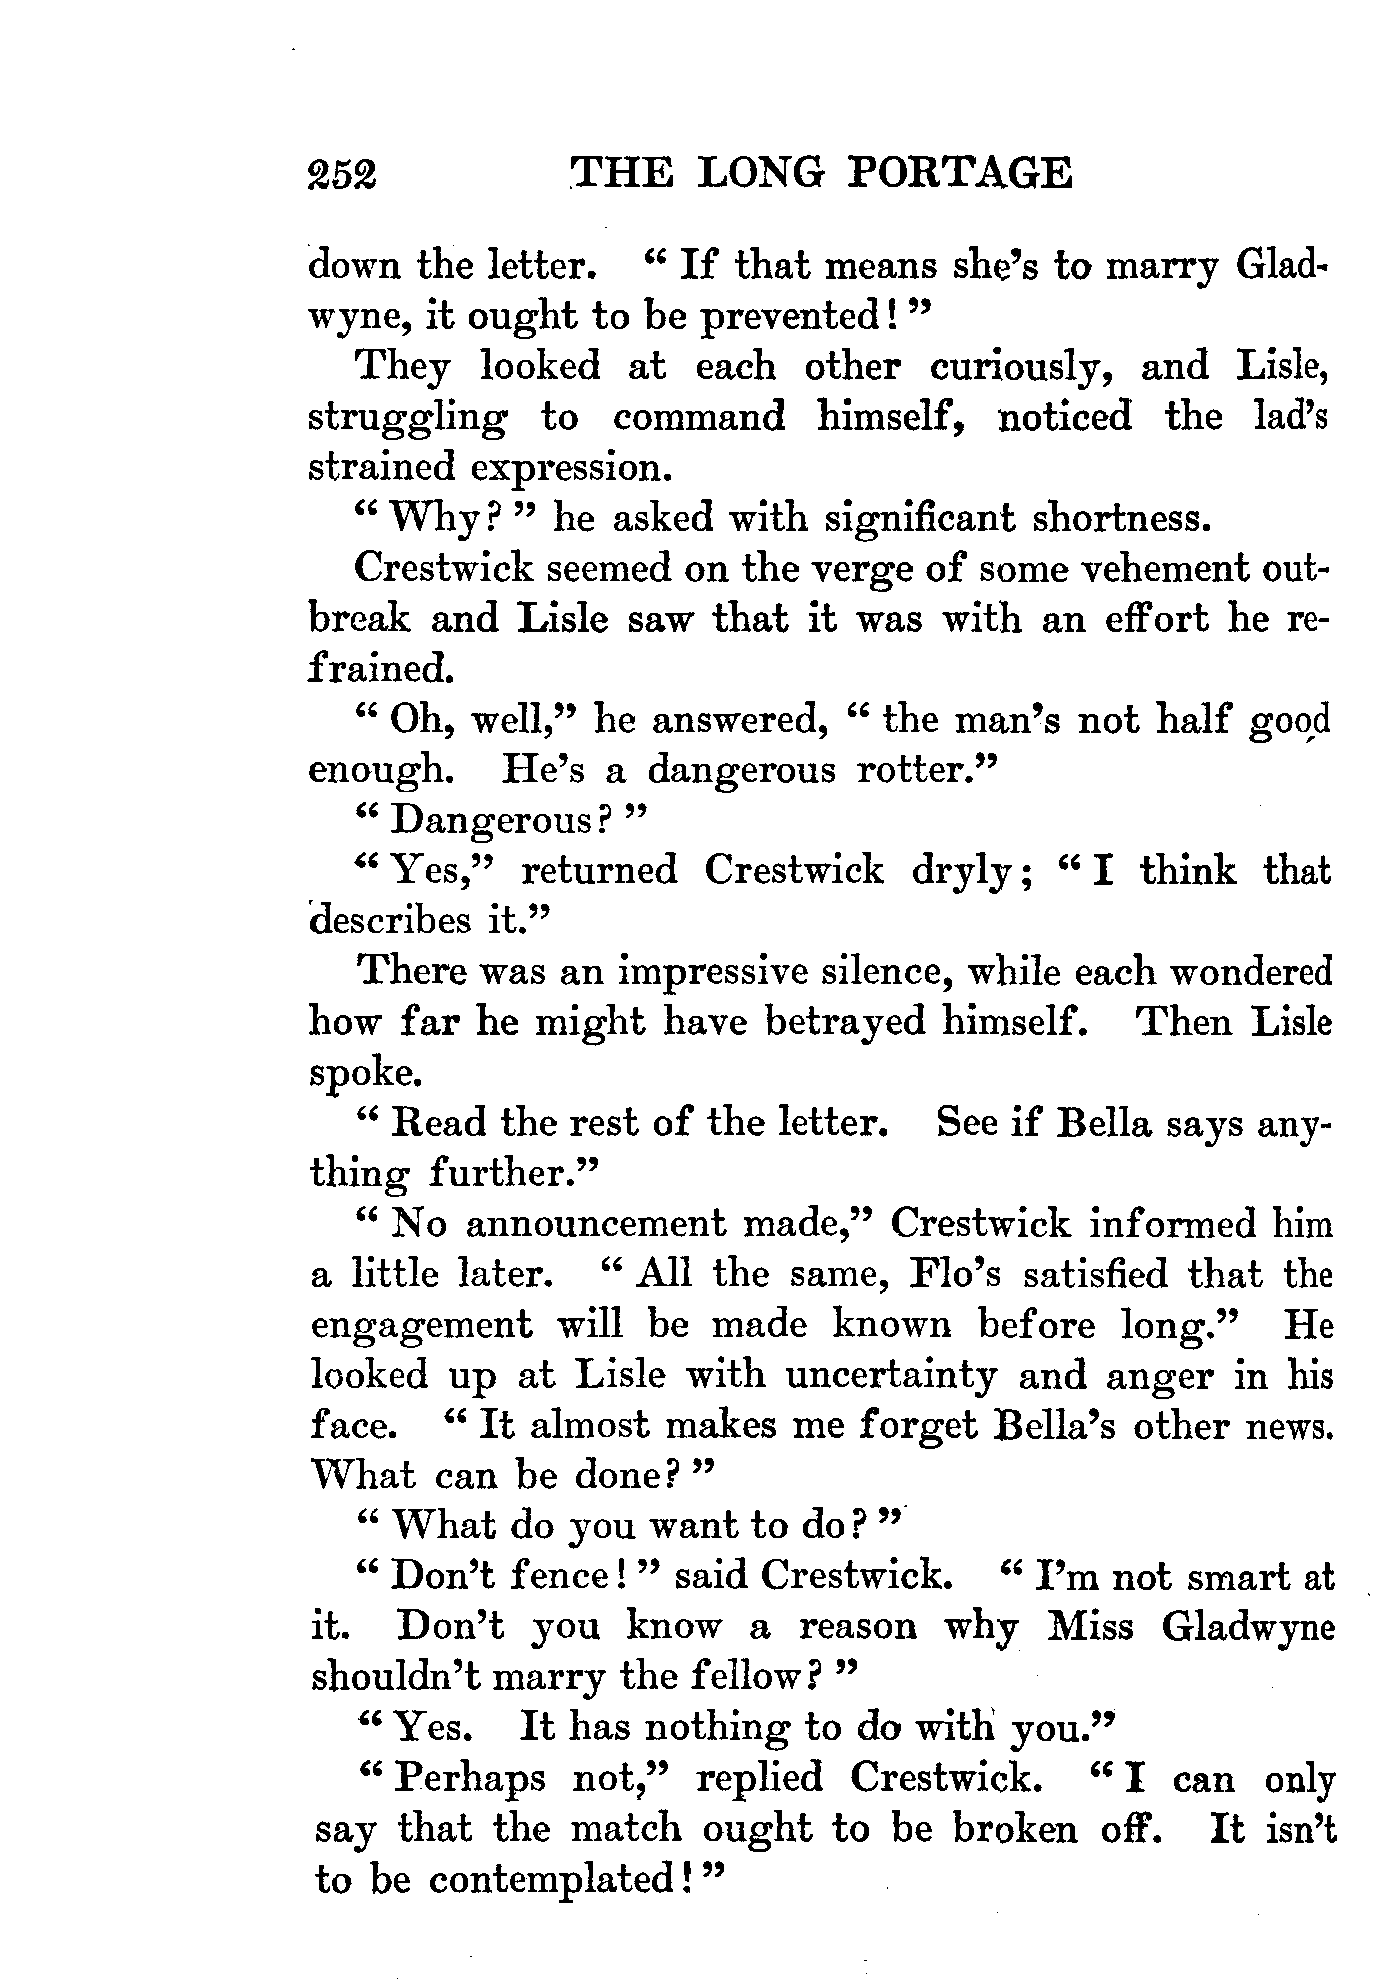 252 THE LONG PORTAGE
down the letter. “ If that means she’s to marry Glad-
wyne, it ought to be prevented! ”
They looked at each other curiously, and Lisle,
struggling to command himself, noticed the lad’s
strained expression.
“ Why? ” he asked with significant shortness.
Crestwick seemed on the verge of some vehement out-
break and Lisle saw that it was with an effort he re-
frained.
“ Oh, well,” he answered, “ the man’s not half good
enough. He’s a dangerous rotter.”
“ Dangerous? ”
“ Yes,” returned Crestwick dryly; “ I think that
describes it.”
There was an impressive silence, while each wondered
how far he might have betrayed himself. Then Lisle
spoke.
“ Read the rest of the letter. See if Bella says any-
thing further.”
“ No announcement made,” Crestwick informed him
a little later. “ All the same, Flo’s satisfied that the
engagement will be made known before long.” He
looked up at Lisle with uncertainty and anger in his
face. “ It almost makes me forget Bella’s other news.
What can be done? ”
“ What do you want to do? ”
“ Don’t fence! ” said Crestwick. “ I’m not smart at
it. Don’t you know a reason why Miss Gladwyne
shouldn’t marry the fellow? ”
“ Yes. It has nothing to do with you.”
“ Perhaps not,” replied Crestwick. “ I can only
say that the match ought to be broken off. It isn’t
to be contemplated! ”